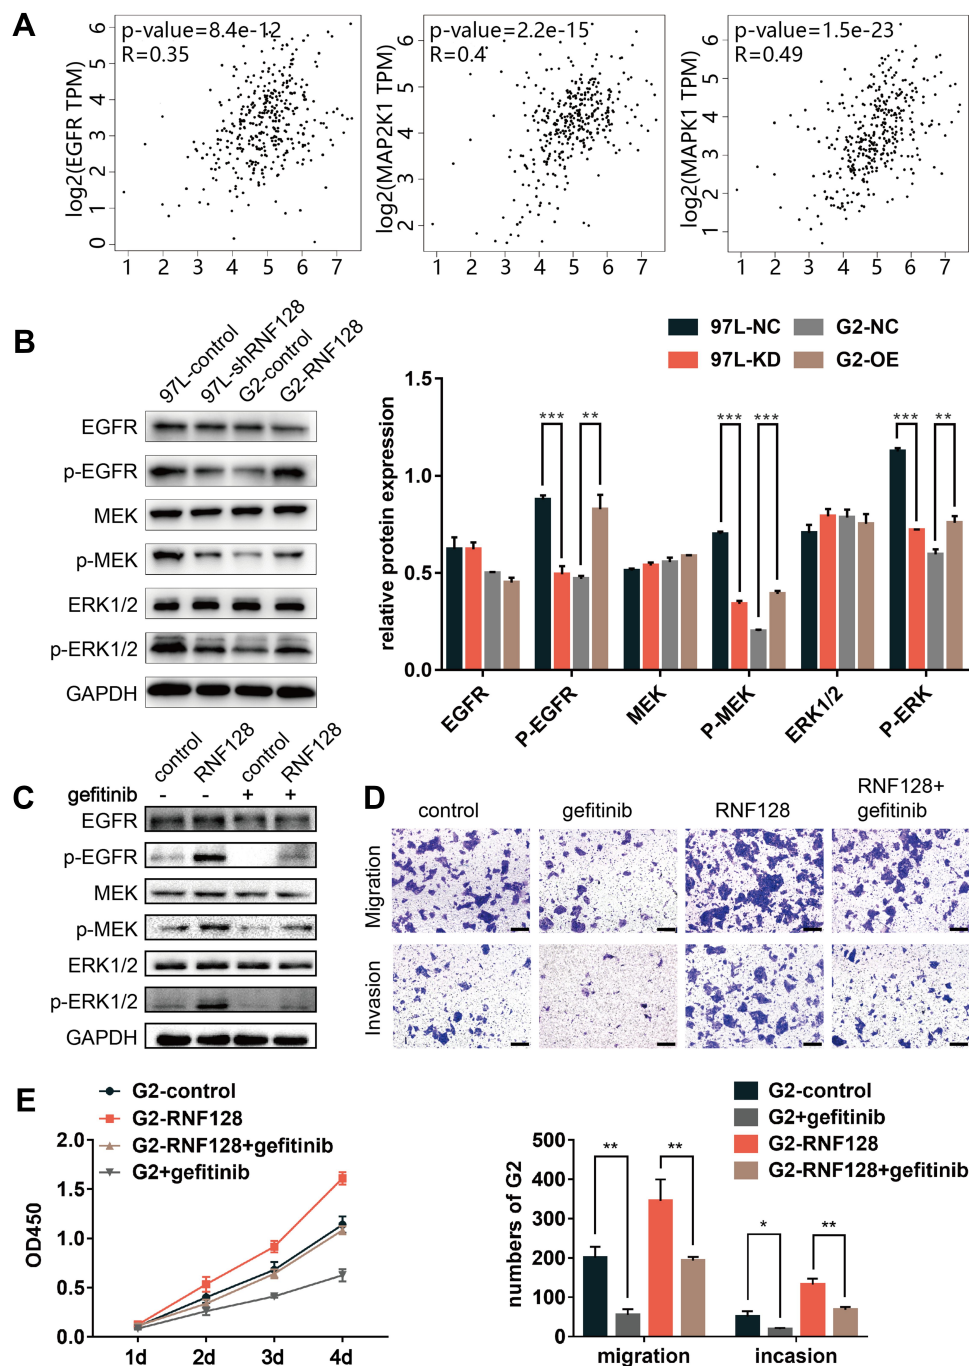 A
p-value=8.4e-12
R=0.35
log2(EGFR TPM)
0 1 2 3 4 5 6
1 2 3 4 5 6 7
p-value=2.2e-15
R=0.4
log2(MAP2K1 TPM)
2 3 4 5 6
1 2 3 4 5 6 7
p-value=1.5e-23
R=0.49
log2(MAPK1 TPM)
1 2 3 4 5 6
1 2 3 4 5 6 7
B
97L-control
97L-shRNF128
G2-control
G2-RNF128
EGFR
p-EGFR
MEK
p-MEK
ERK1/2
p-ERK1/2
GAPDH
97L-NC
G2-NC
97L-KD
G2-OE
relative protein expression
1.5
1.0
0.5
0.0
*** **
*** ***
*** **
EGFR
P-EGFR
MEK
P-MEK
ERK1/2
P-ERK
C
control
RNF128
control
RNF128
gefitinib - - + +
EGFR
p-EGFR
MEK
p-MEK
ERK1/2
p-ERK1/2
GAPDH
D
control
gefitinib
RNF128
RNF128+
gefitinib
Migration
Invasion
E
G2-control
G2-RNF128
G2-RNF128+gefitinib
G2+gefitinib
OD450
2.0
1.5
1.0
0.5
0.0
1d 2d 3d 4d
G2-control
G2+gefitinib
G2-RNF128
G2-RNF128+gefitinib
numbers of G2
500
400
300
200
100
0
** **
* **
migration incasion